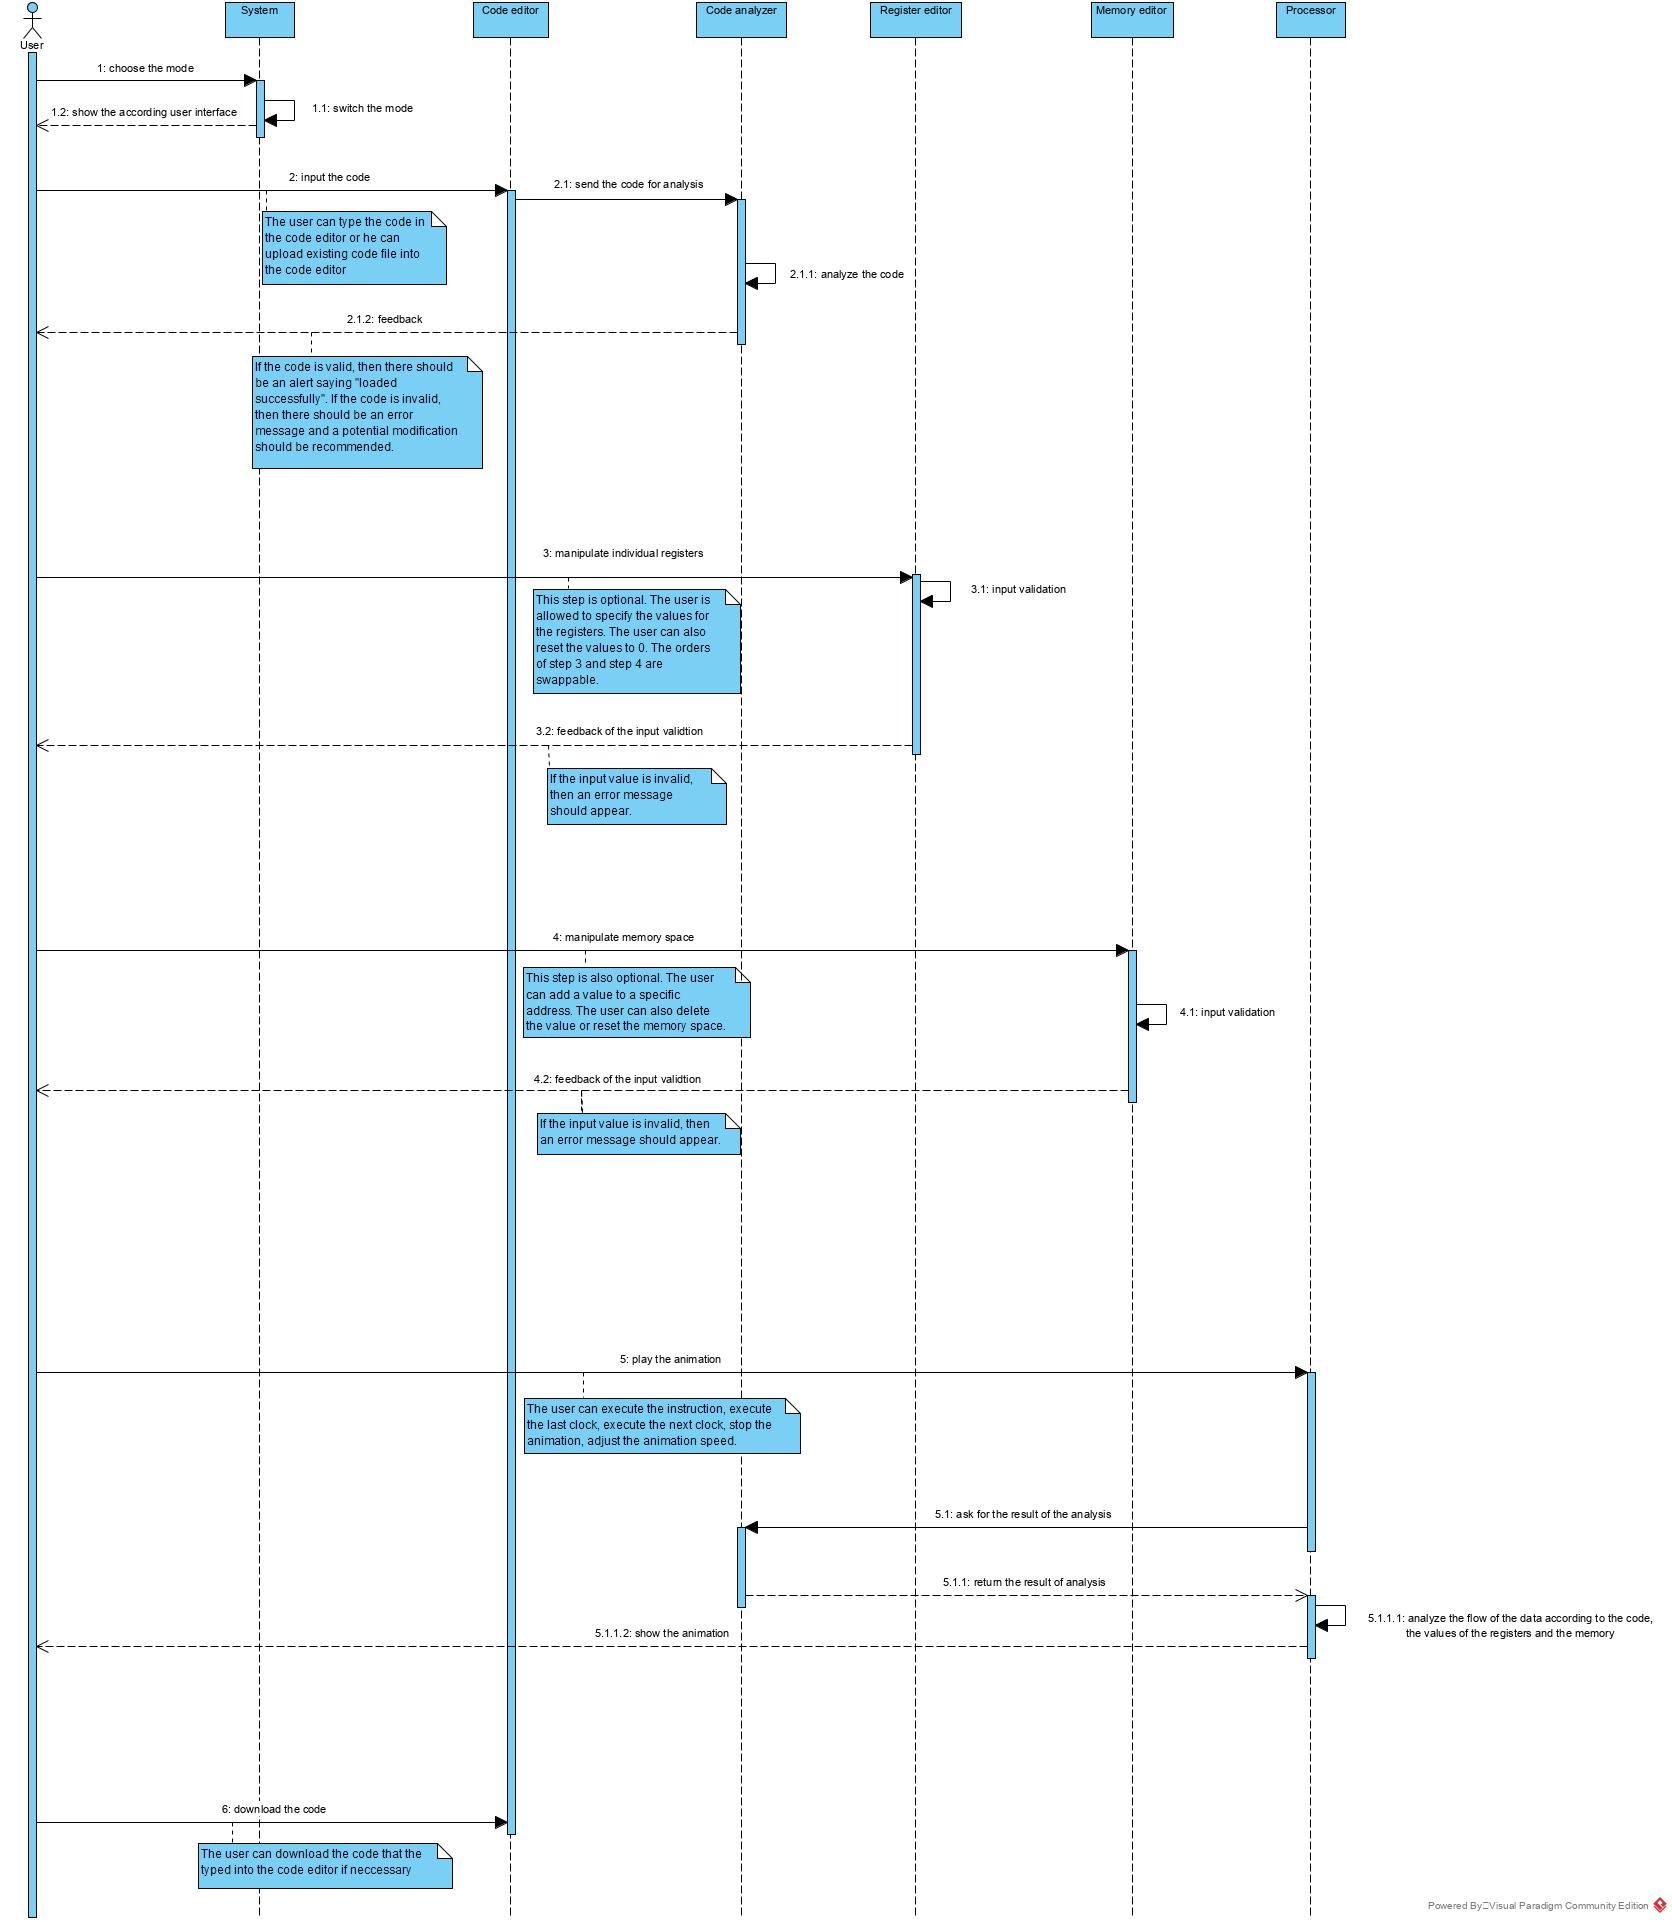 System
Code editor
Code analyzer
Register editor
Memory editor
Processor
User
1: choose the mode
1.1: switch the mode
1.2: show the according user interface
2: input the code
2.1: send the code for analysis
The user can type the code in
the code editor or he can
upload existing code file into
the code editor
2.1.1: analyze the code
2.1.2: feedback
If the code is valid, then there should
be an alert saying "loaded
successfully". If the code is invalid,
then there should be an error
message and a potential modification
should be recommended.
3: manipulate individual registers
3.1: input validation
This step is optional. The user is
allowed to specify the values for
the registers. The user can also
reset the values to 0. The orders
of step 3 and step 4 are
swappable.
3.2: feedback of the input validtion
If the input value is invalid,
then an error message
should appear.
4: manipulate memory space
This step is also optional. The user
can add a value to a specific
address. The user can also delete
the value or reset the memory space.
4.1: input validation
4.2: feedback of the input validtion
If the input value is invalid, then
an error message should appear.
5: play the animation
The user can execute the instruction, execute
the last clock, execute the next clock, stop the
animation, adjust the animation speed.
5.1: ask for the result of the analysis
5.1.1: return the result of analysis
5.1.1.1: analyze the flow of the data according to the code,
the values of the registers and the memory
5.1.1.2: show the animation
6: download the code
The user can download the code that the
typed into the code editor if neccessary
Powered By Visual Paradigm Community Edition